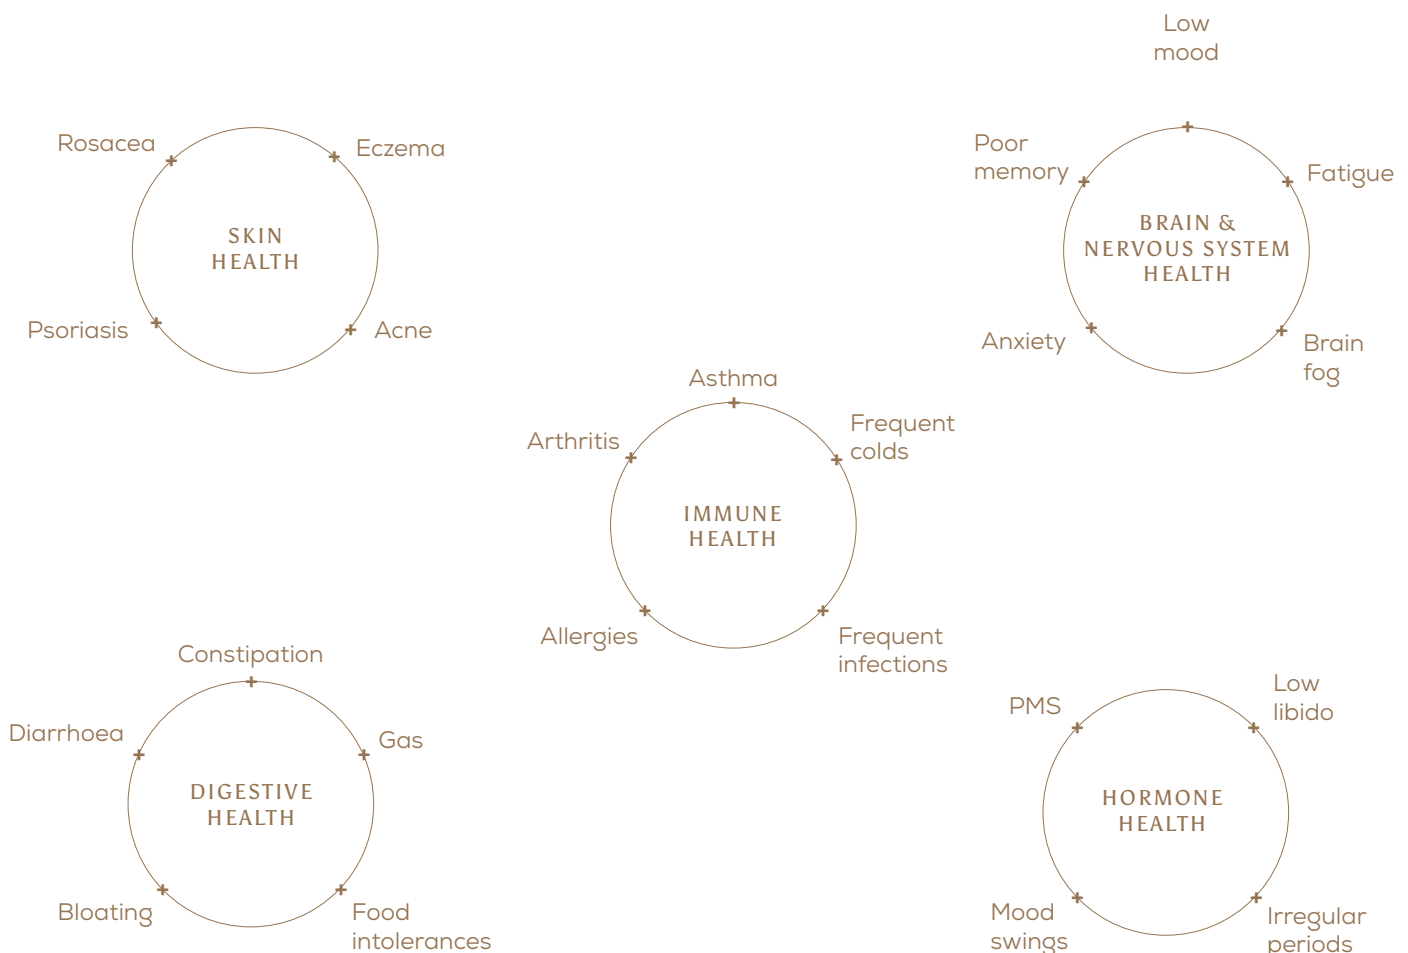 Low
mood
Rosacea
Eczema
SKIN
HEALTH
Psoriasis
Acne
Poor
memory
Fatigue
BRAIN &
NERVOUS SYSTEM
HEALTH
Anxiety
Brain
fog
Asthma
Arthritis
Frequent
colds
IMMUNE
HEALTH
Allergies
Frequent
infections
Constipation
Diarrhoea
Gas
DIGESTIVE
HEALTH
Bloating
Food
intolerances
PMS
Low
libido
HORMONE
HEALTH
Mood
swings
Irregular
periods